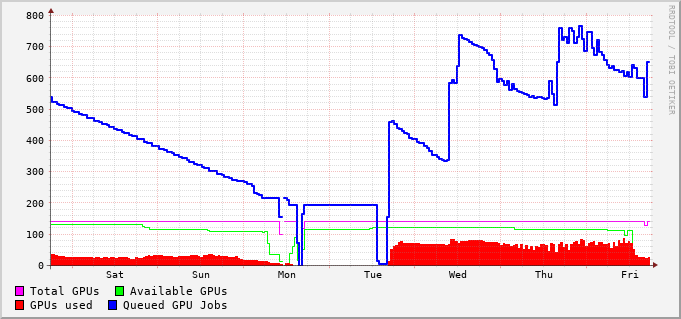 800
700
600
500
400
300
200
100
0
Sat Sun Mon Tue Wed Thu Fri
Total GPUs Available GPUs
GPUs used Queued GPU Jobs
RRDTOOL / TOBI OETIKER